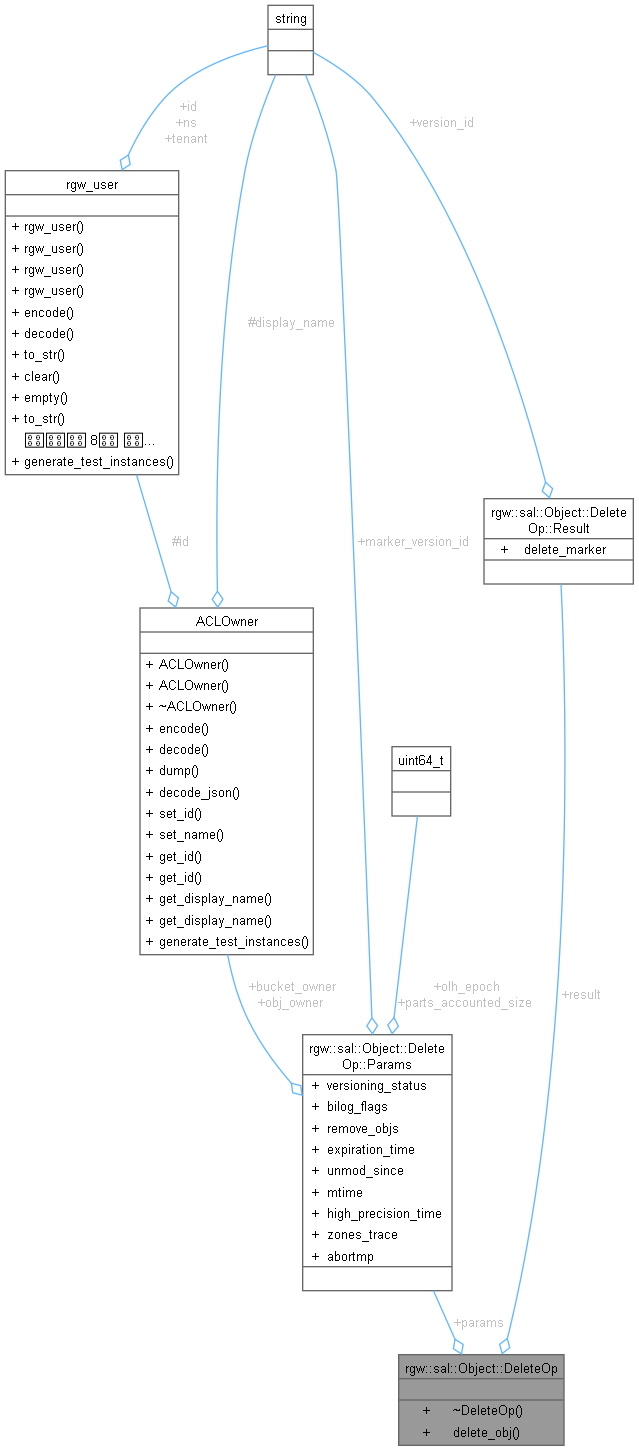 string
+id
+ns
+tenant
+version_id
rgw_user
+ rgw_user()
+ rgw_user()
+ rgw_user()
+ rgw_user()
+ encode()
+ decode()
+ to_str()
+ clear()
+ empty()
+ to_str()
8 ...
+ generate_test_instances()
#display_name
#id
+marker_version_id
rgw::sal::Object::Delete
Op::Result
+ delete_marker
ACLOwner
+ ACLOwner()
+ ACLOwner()
+ ~ACLOwner()
+ encode()
+ decode()
+ dump()
+ decode_json()
+ set_id()
+ set_name()
+ get_id()
+ get_id()
+ get_display_name()
+ get_display_name()
+ generate_test_instances()
uint64_t
+bucket_owner
+obj_owner
+olh_epoch
+parts_accounted_size
+result
rgw::sal::Object::Delete
Op::Params
+ versioning_status
+ bilog_flags
+ remove_objs
+ expiration_time
+ unmod_since
+ mtime
+ high_precision_time
+ zones_trace
+ abortmp
+params
rgw::sal::Object::DeleteOp
+ ~DeleteOp()
+ delete_obj()